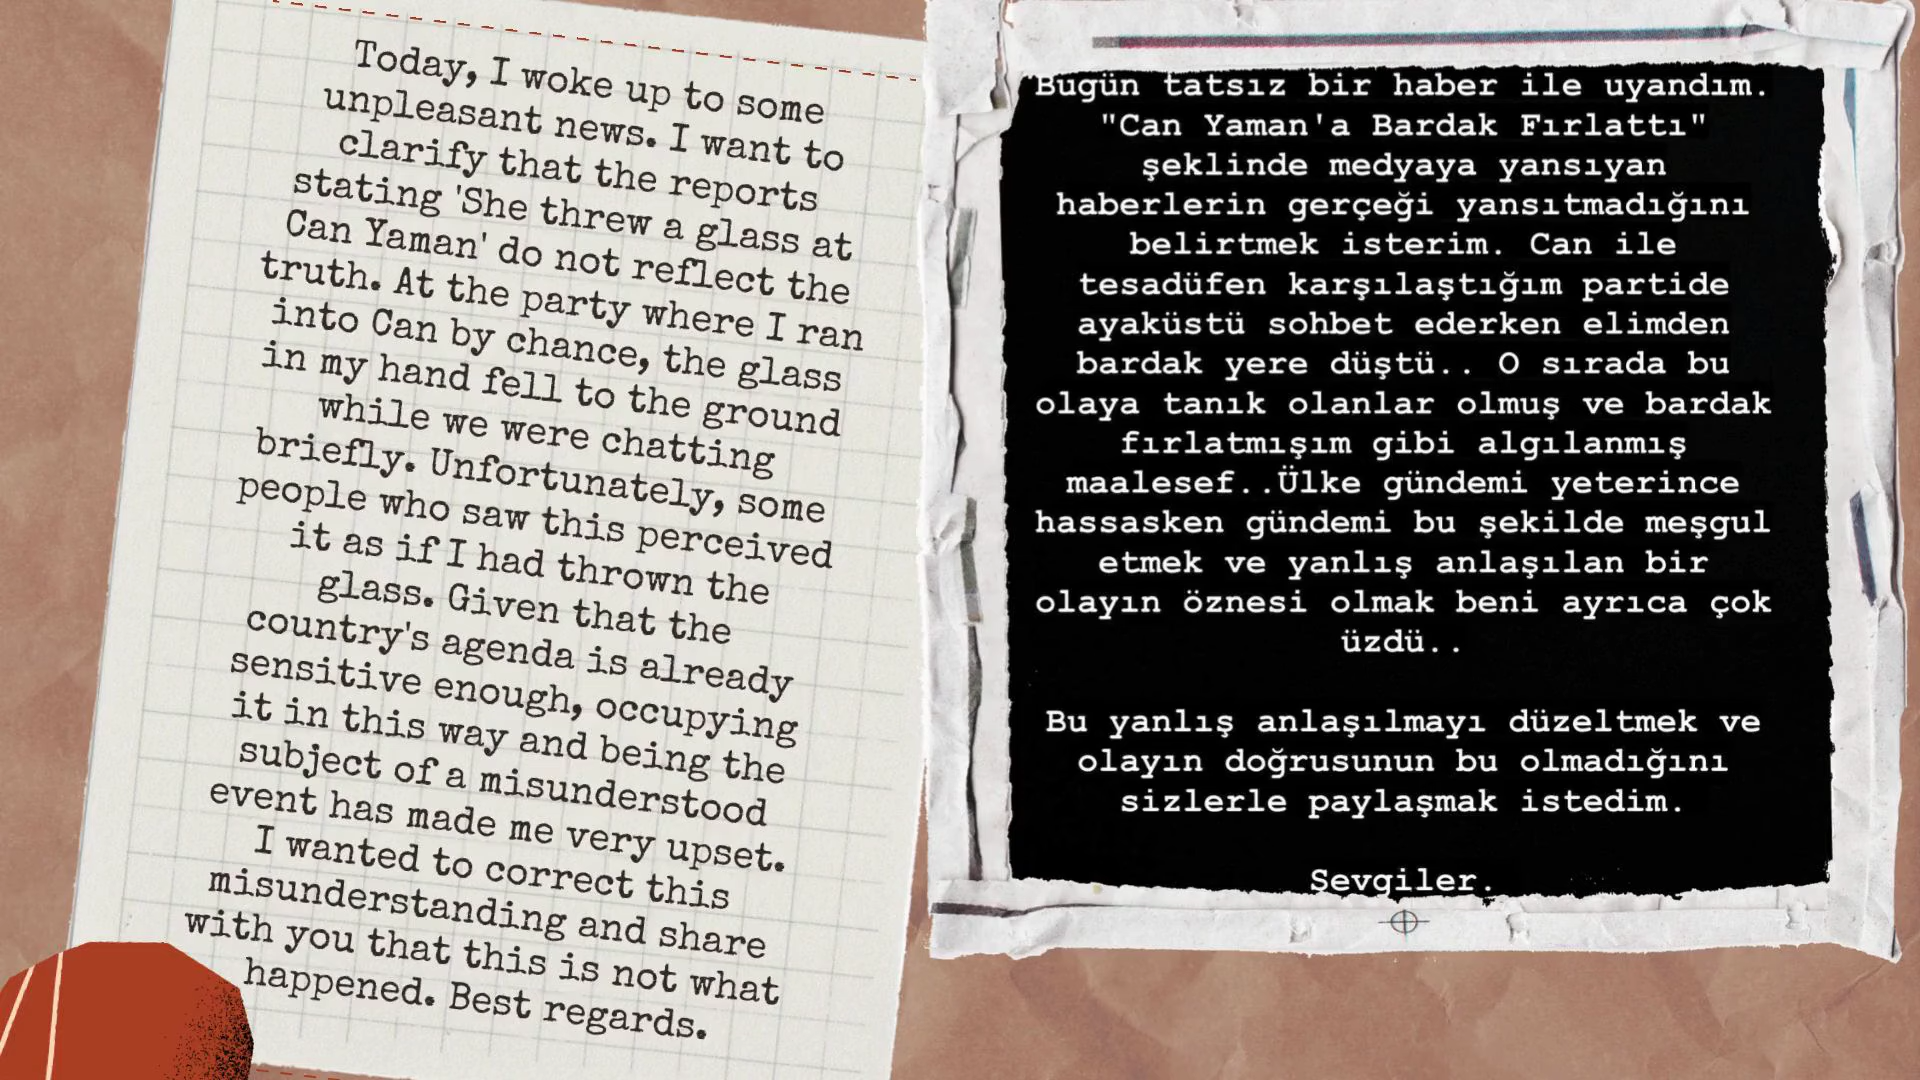 Today, I woke up to some
unpleasant news. I want to
clarify that the reports
stating 'She threw a glass at
Can Yaman' do not reflect the
truth. At the party where I ran
into Can by chance, the glass
in my hand fell to the ground
while we were chatting
briefly. Unfortunately, some
people who saw this perceived
it as if I had thrown the
glass. Given that the
country's agenda is already
sensitive enough, occupying
it in this way and being the
subject of a misunderstood
event has made me very upset.
I wanted to correct this
misunderstanding and share
with you that this is not what
happened. Best regards.
Bugün tatsız bir haber ile uyandım.
"Can Yaman'a Bardak Fırlattı"
şeklinde medyaya yansıyan
haberlerin gerçeği yansıtmadığını
belirtmek isterim. Can ile
tesadüfen karşılaştığım partide
ayaküstü sohbet ederken elimden
bardak yere düştü.. O sırada bu
olaya tanık olanlar olmuş ve bardak
fırlatmışım gibi algılanmış
maalesef..Ülke gündemi yeterince
hassasken gündemi bu şekilde meşgul
etmek ve yanlış anlaşılan bir
olayın öznesi olmak beni ayrıca çok
üzdü..
Bu yanlış anlaşılmayı düzeltmek ve
olayın doğrusunun bu olmadığını
sizlerle paylaşmak istedim.
Sevgiler.